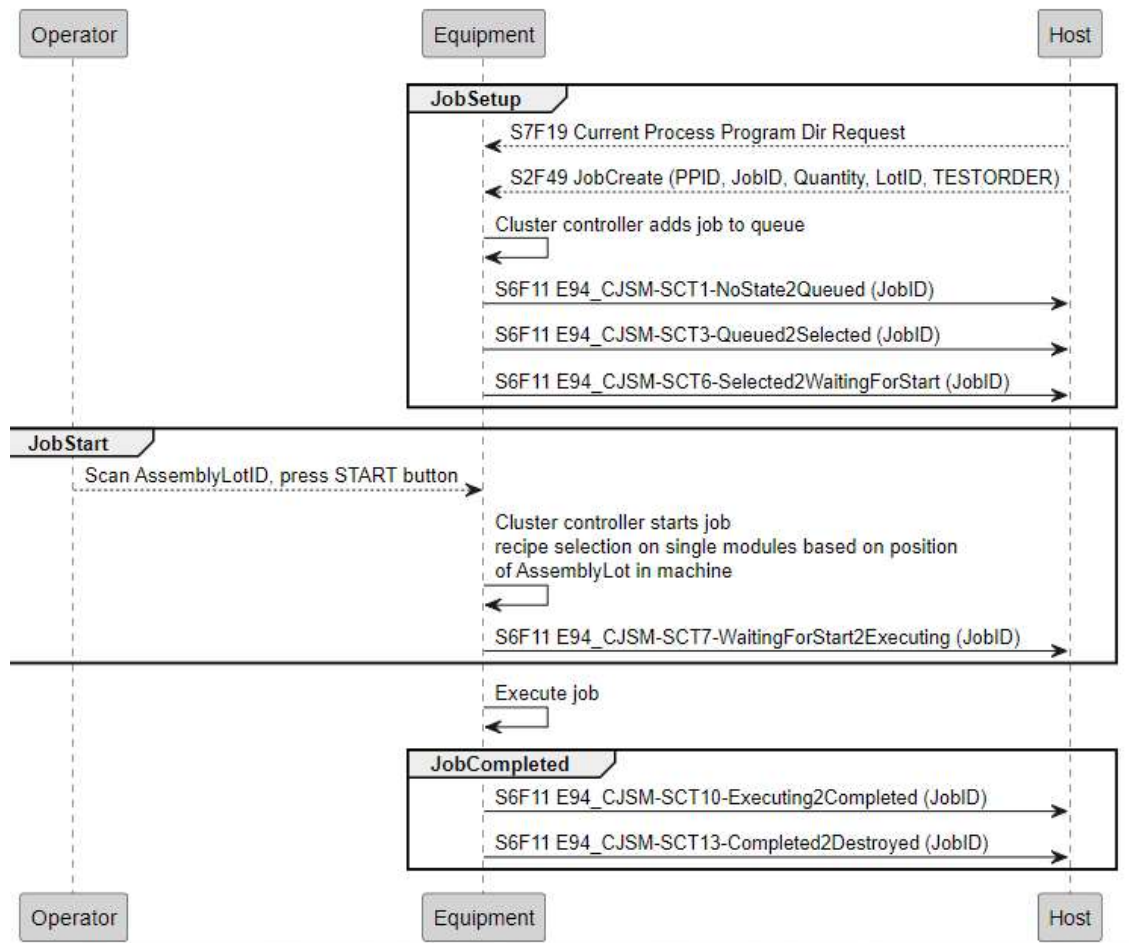 Operator
Equipment
Host
JobSetup
S7F19 Current Process Program Dir Request
S2F49 JobCreate (PPID, JobID, Quantity, LotID, TESTORDER)
Cluster controller adds job to queue
S6F11 E94_CJSM-SCT1-NoState2Queued (JobID)
S6F11 E94_CJSM-SCT3-Queued2Selected (JobID)
S6F11 E94_CJSM-SCT6-Selected2WaitingForStart (JobID)
JobStart
Scan AssemblyLotID, press START button
Cluster controller starts job
recipe selection on single modules based on position
of AssemblyLot in machine
S6F11 E94_CJSM-SCT7-WaitingForStart2Executing (JobID)
Execute job
JobCompleted
S6F11 E94_CJSM-SCT10-Executing2Completed (JobID)
S6F11 E94_CJSM-SCT13-Completed2Destroyed (JobID)
Operator
Equipment
Host